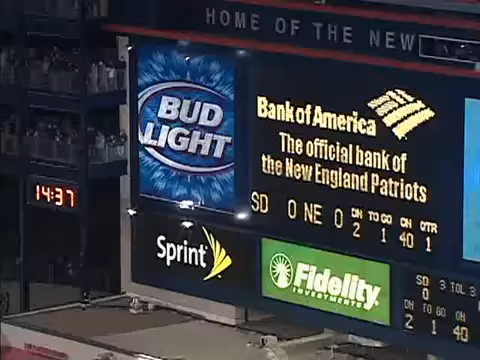 HOME OF THE NEW
BUD
LIGHT
Bank of America
The official bank of
the New England Patriots
SD 0 NE 0 DN TO GO ON QTR
2 1 40 1
14:37
Sprint
Fidelity
INVESTMENTS
SD 3 TOL 3
0
DN TO GO ON
2 1 40